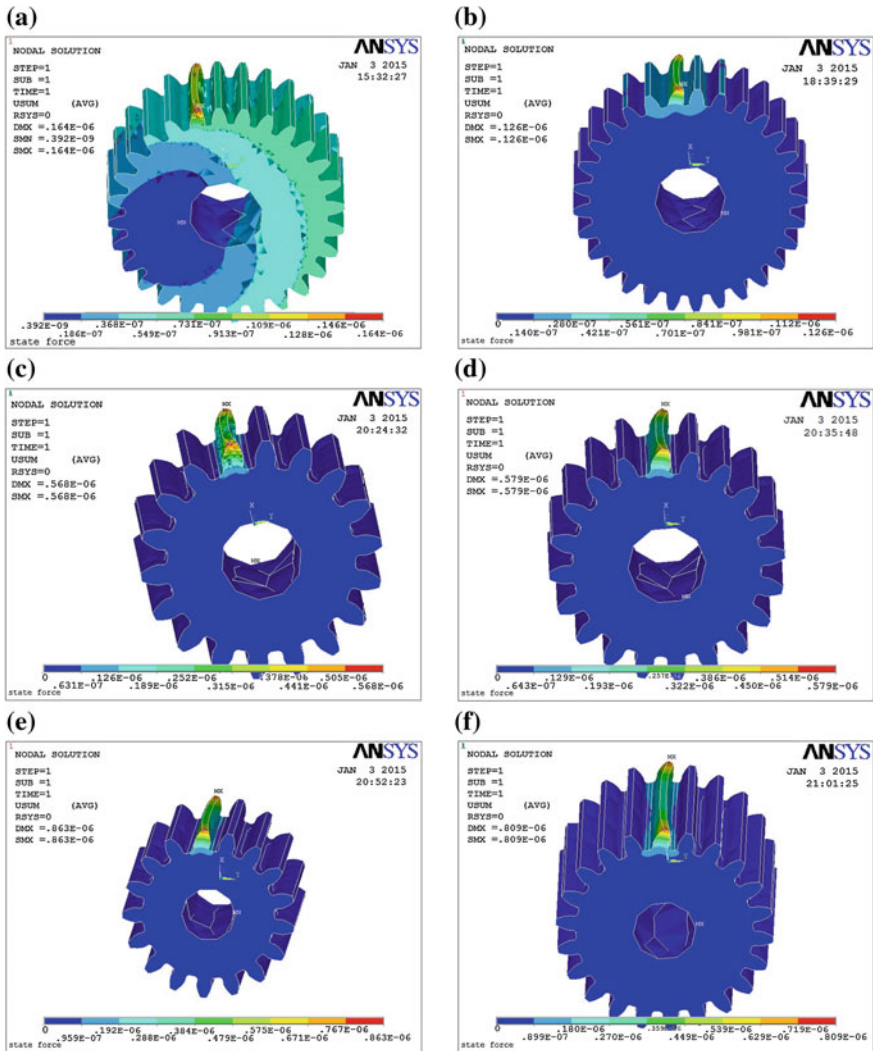 (a)
1
NODAL SOLUTION
ANSYS
JAN 3 2015
15:32:27
STEP=1
SUB =1
TIME=1
USUM (AVG)
RSYS=0
DMX =.164E-06
SMN =.392E-09
SMX =.164E-06
X
MX
.392E-09 .368E-07 .731E-07 .109E-06 .146E-06
.186E-07 .549E-07 .913E-07 .128E-06 .164E-06
state force
(b)
NODAL SOLUTION
ANSYS
JAN 3 2015
18:39:29
STEP=1
SUB =1
TIME=1
USUM (AVG)
RSYS=0
DMX =.126E-06
SMX =.126E-06
X
0 .280E-07 .561E-07 .841E-07 .112E-06
.140E-07 .421E-07 .701E-07 .981E-07 .126E-06
state force
(c)
NODAL SOLUTION
ANSYS
JAN 3 2015
20:24:32
STEP=1
SUB =1
TIME=1
USUM (AVG)
RSYS=0
DMX =.568E-06
SMX =.568E-06
MX
X
0 .126E-06 .252E-06 .378E-06 .505E-06
.631E-07 .189E-06 .315E-06 .441E-06 .568E-06
state force
(d)
1
NODAL SOLUTION
ANSYS
JAN 3 2015
20:35:48
STEP=1
SUB =1
TIME=1
USUM (AVG)
RSYS=0
DMX =.579E-06
SMX =.579E-06
MX
X
0 .129E-06 .386E-06 .514E-06
.643E-07 .193E-06 .322E-06 .450E-06 .579E-06
state force
(e)
1
NODAL SOLUTION
ANSYS
JAN 3 2015
20:52:23
STEP=1
SUB =1
TIME=1
USUM (AVG)
RSYS=0
DMX =.863E-06
SMX =.863E-06
MX
X
0 .192E-06 .384E-06 .575E-06 .767E-06
.959E-07 .288E-06 .479E-06 .671E-06 .863E-06
state force
(f)
NODAL SOLUTION
ANSYS
JAN 3 2015
21:01:25
STEP=1
SUB =1
TIME=1
USUM (AVG)
RSYS=0
DMX =.809E-06
SMX =.809E-06
MX
X
0 .180E-06 .539E-06 .719E-06
.899E-07 .270E-06 .449E-06 .629E-06 .809E-06
state force